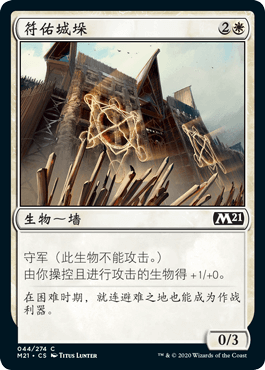 符佑城垛 2
生物～墙 M21
守军（此生物不能攻击。）
由你操控且进行攻击的生物得 +1/+0。
在困难时期，就连避难之地也能成为作战
利器。
0/3
044/274 C
M21 • CS Titus Lunter
™ & © 2020 Wizards of the Coast